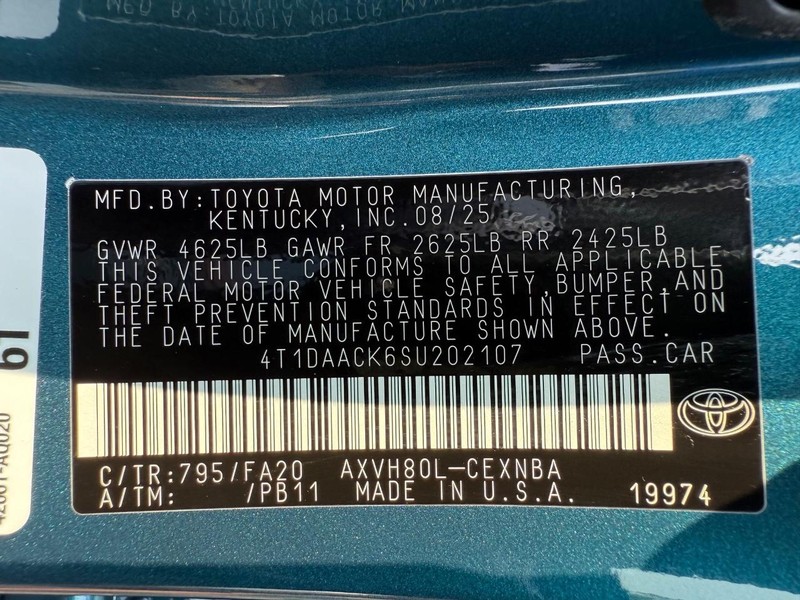 MFD.BY:TOYOTA MOTOR MANUFACTURING,
KENTUCKY,INC.08/25
GVWR 4625LB GAWR FR 2625LB RR 2425LB
THIS VEHICLE CONFORMS TO ALL APPLICABLE
FEDERAL MOTOR VEHICLE SAFETY,BUMPER,AND
THEFT PREVENTION STANDARDS IN EFFECT ON
THE DATE OF MANUFACTURE SHOWN ABOVE.
4T1DAACK6SU202107 PASS.CAR
C/TR:795/FA20 AXVH80L-CEXNBA
A/TM: /PB11 MADE IN U.S.A. 19974